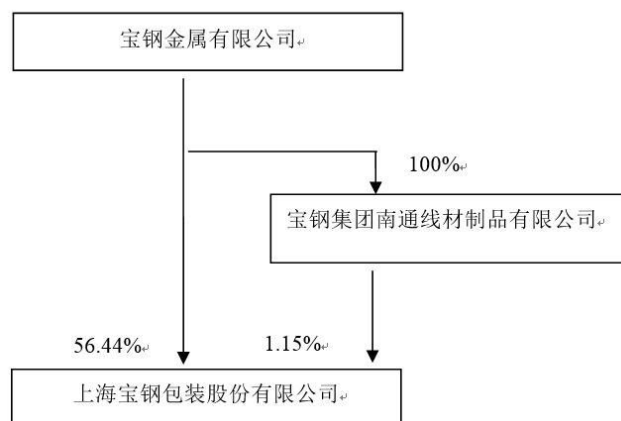 宝钢金属有限公司
100%
宝钢集团南通线材制品有限公司
56.44%
1.15%
上海宝钢包装股份有限公司